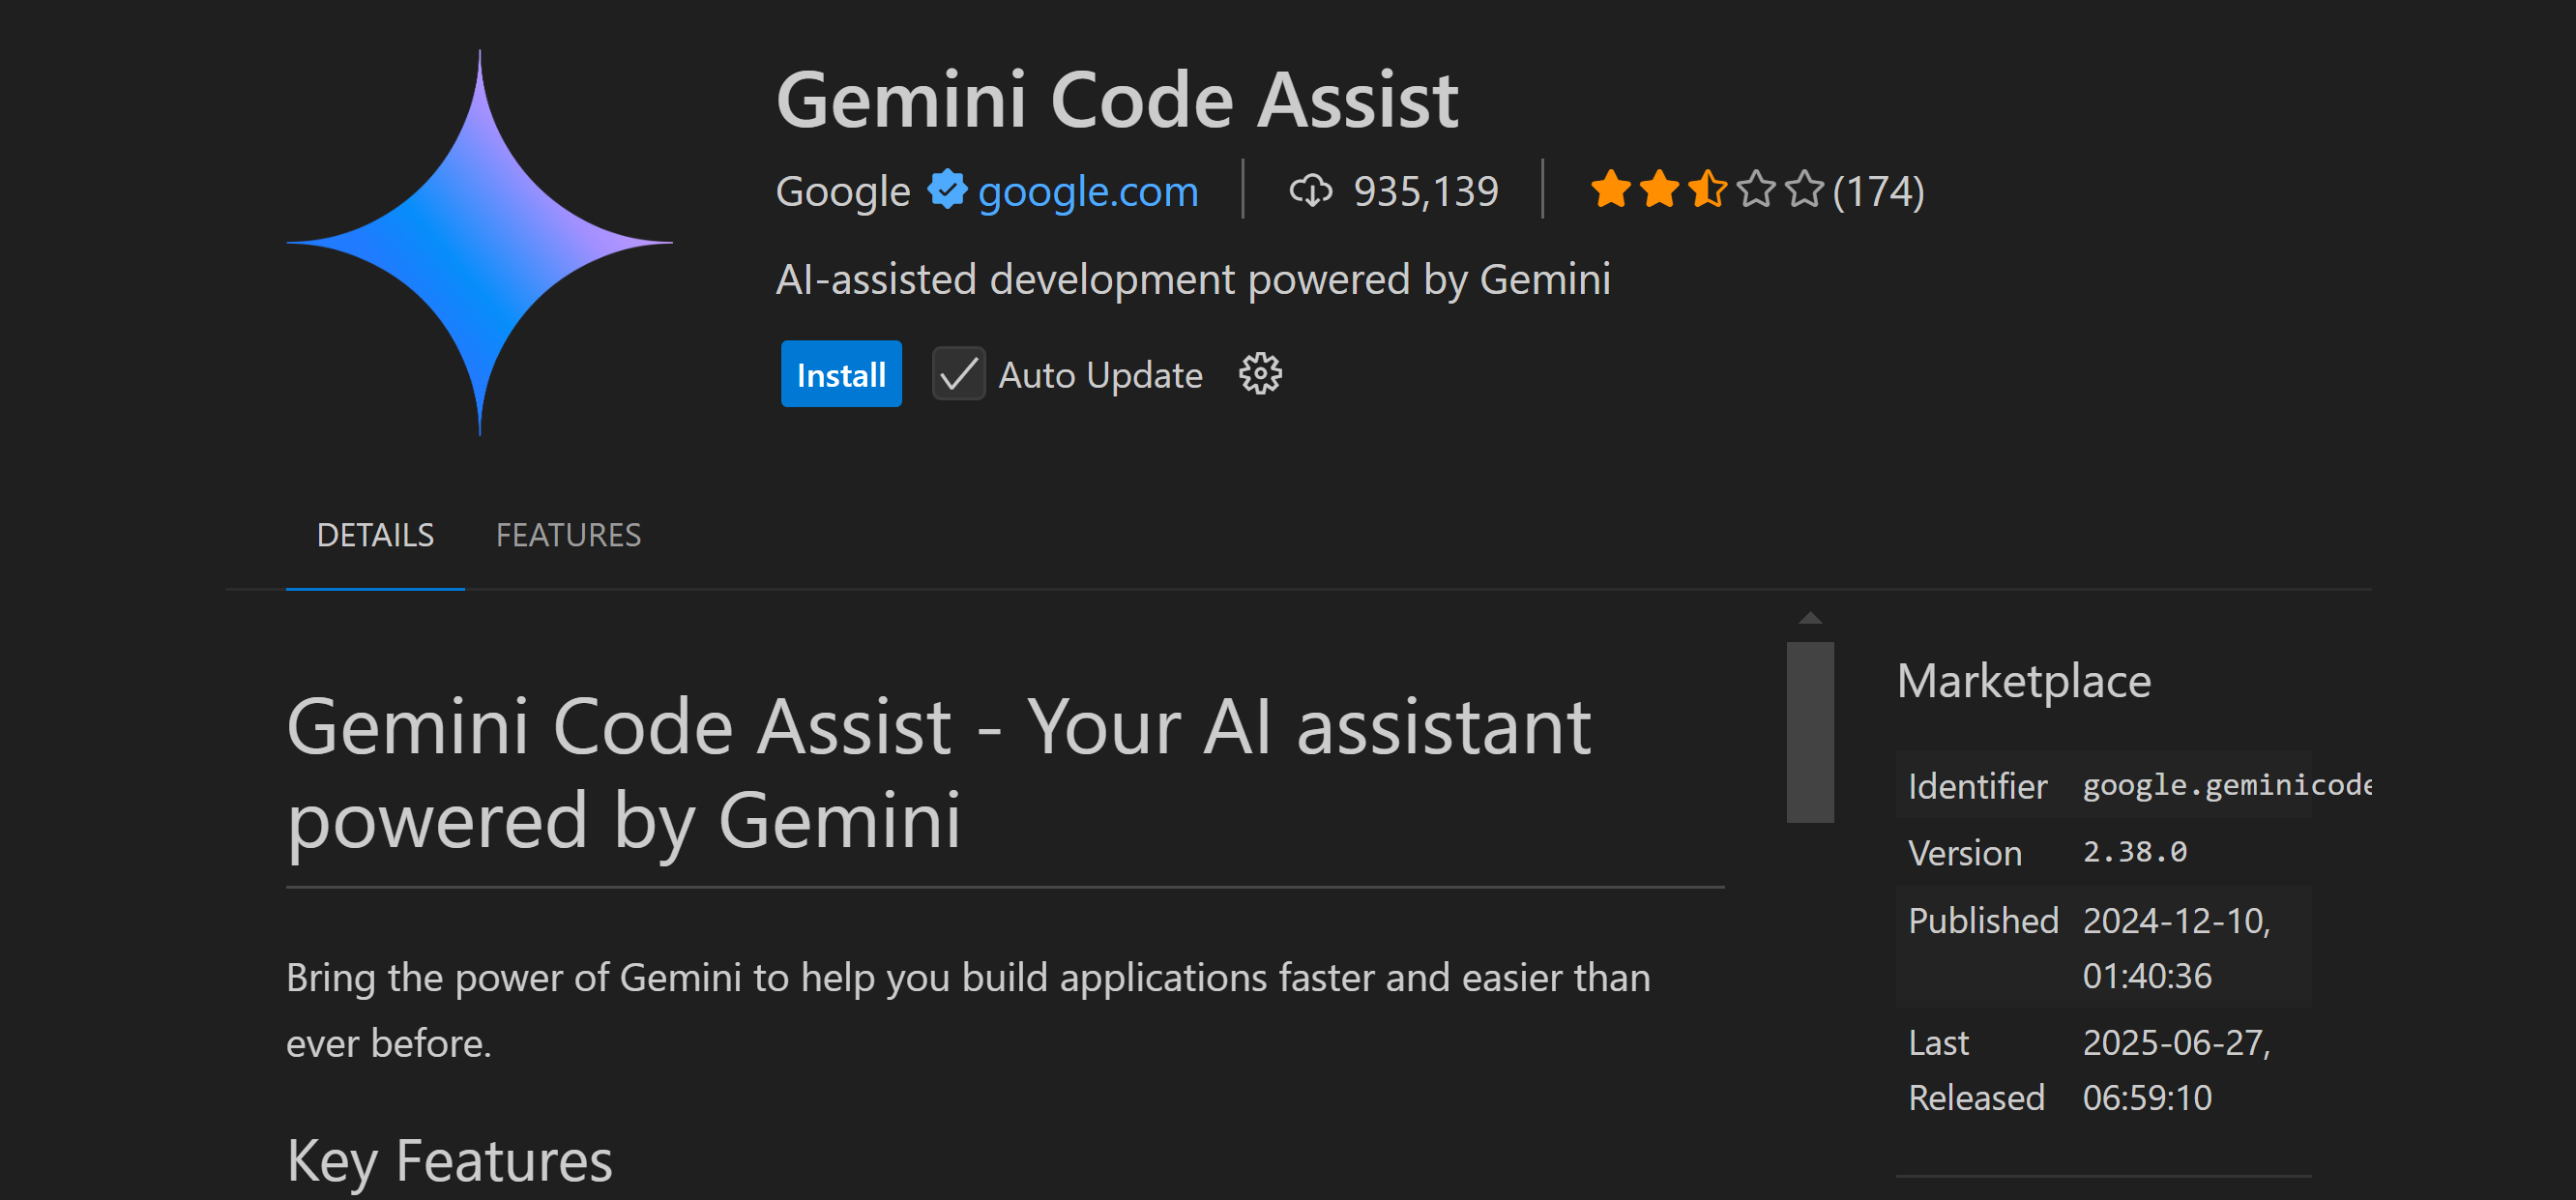 Gemini Code Assist
Google google.com 935,139 (174)
AI-assisted development powered by Gemini
Install Auto Update
DETAILS FEATURES
Gemini Code Assist - Your AI assistant
powered by Gemini
Bring the power of Gemini to help you build applications faster and easier than
ever before.
Key Features
Marketplace
Identifier google.geminicode
Version 2.38.0
Published 2024-12-10,
01:40:36
Last 2025-06-27,
Released 06:59:10